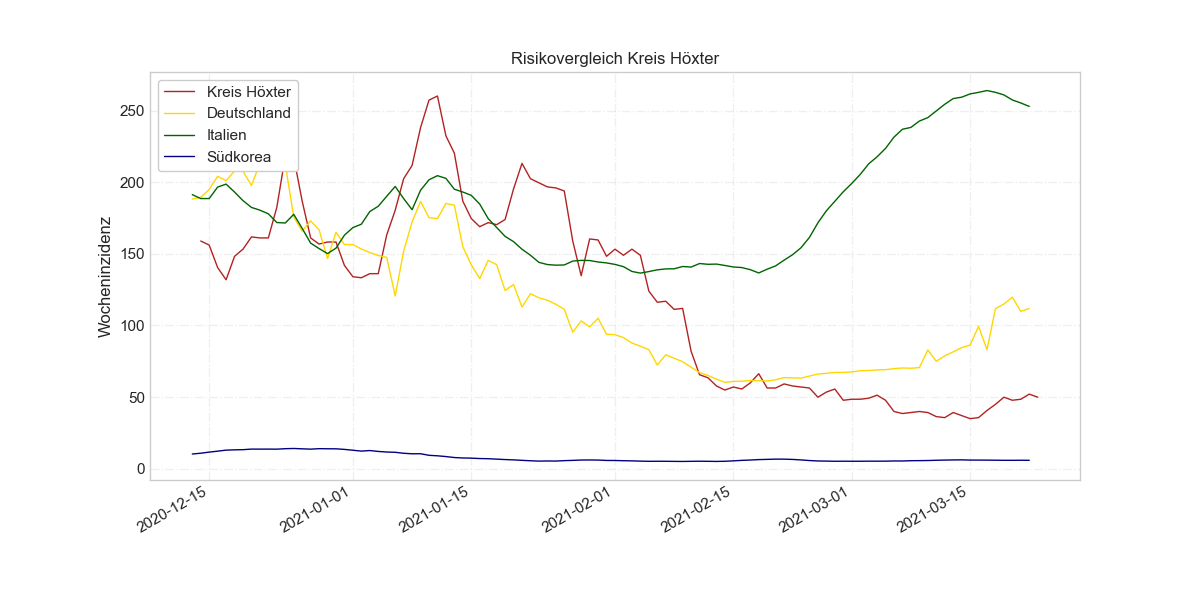 Risikovergleich Kreis Höxter
Kreis Höxter
Deutschland
Italien
Südkorea
Wocheninzidenz
250
200
150
100
50
0
2020-12-15
2021-01-01
2021-01-15
2021-02-01
2021-02-15
2021-03-01
2021-03-15